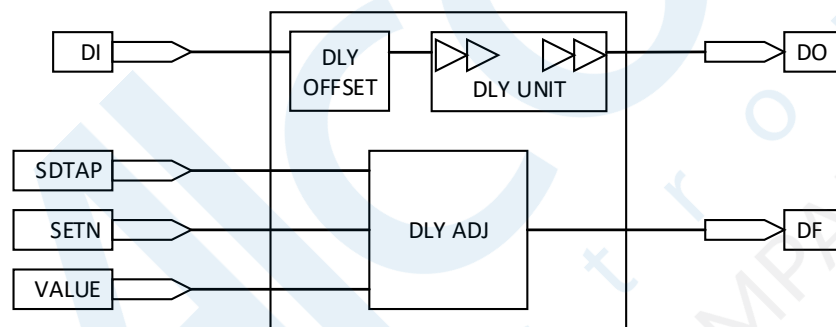 DI
DLY
OFFSET
DLY UNIT
DO
SDTAP
SETN
VALUE
DLY ADJ
DF